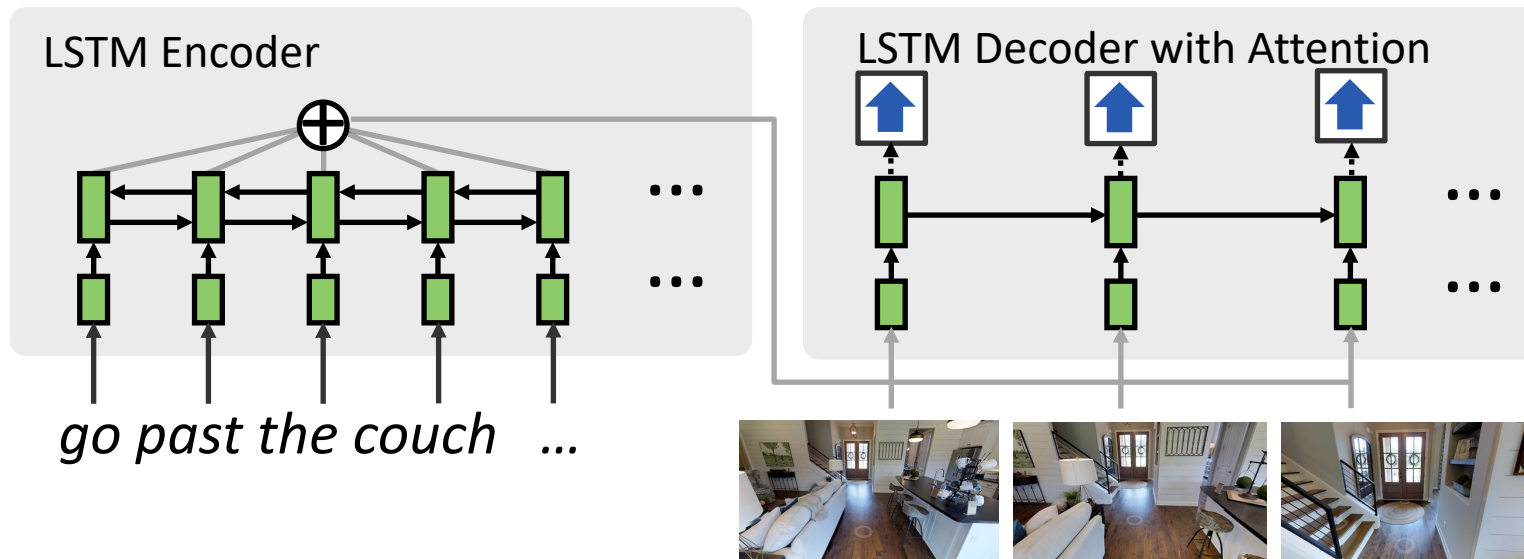 LSTM Encoder
LSTM Decoder with Attention
...
...
...
...
go past the couch ...